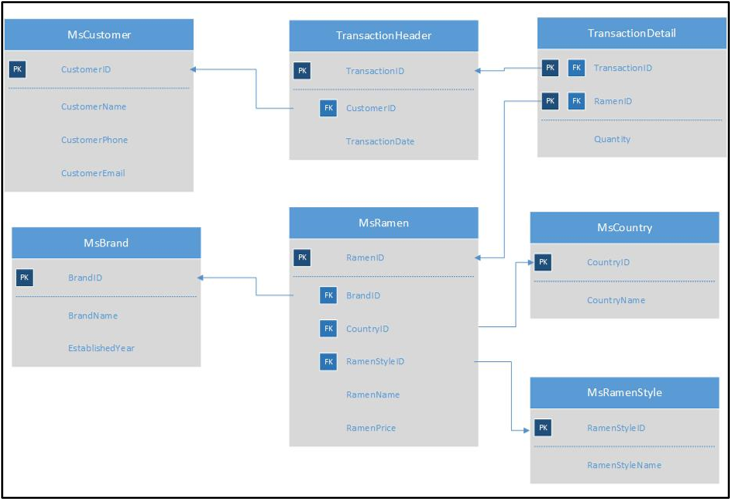 MsCustomer
PK CustomerID
CustomerName
CustomerPhone
CustomerEmail
TransactionHeader
PK TransactionID
FK CustomerID
TransactionDate
TransactionDetail
PK FK TransactionID
PK FK RamenID
Quantity
MsBrand
PK BrandID
BrandName
EstablishedYear
MsRamen
PK RamenID
FK BrandID
FK CountryID
FK RamenStyleID
RamenName
RamenPrice
MsCountry
PK CountryID
CountryName
MsRamenStyle
PK RamenStyleID
RamenStyleName